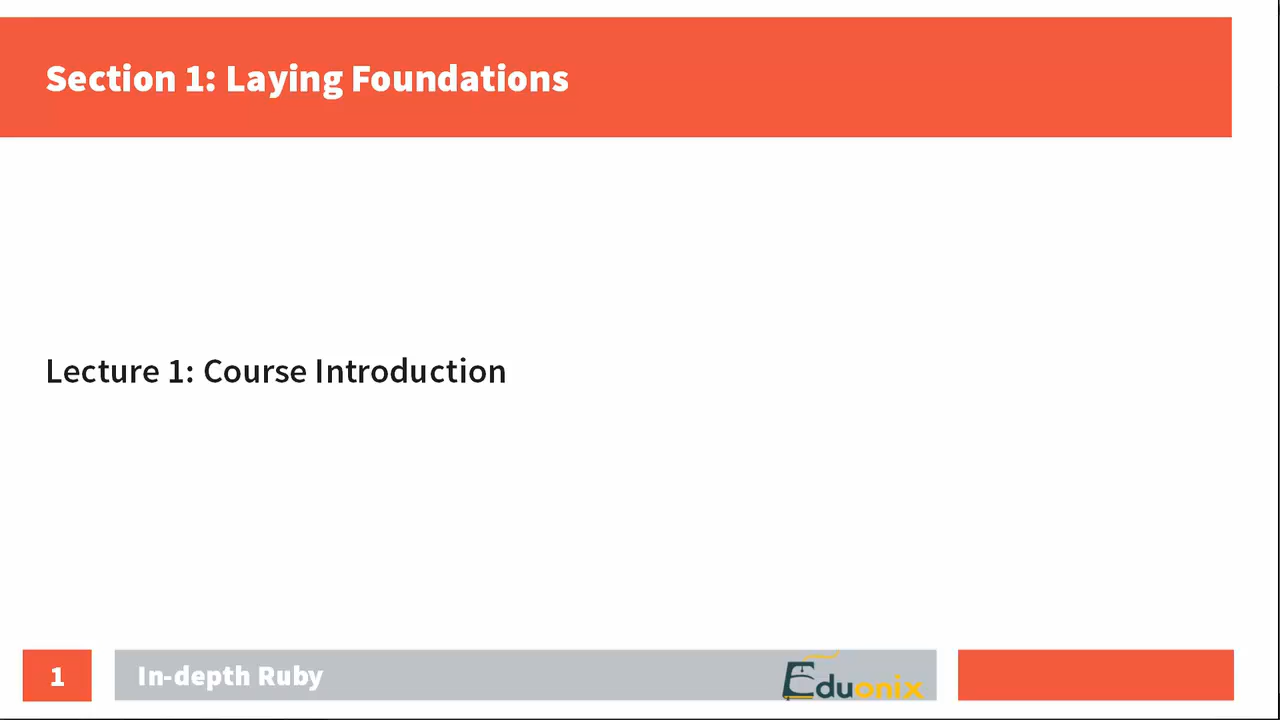 Section 1: Laying Foundations
Lecture 1: Course Introduction
1
In-depth Ruby
Eduonix